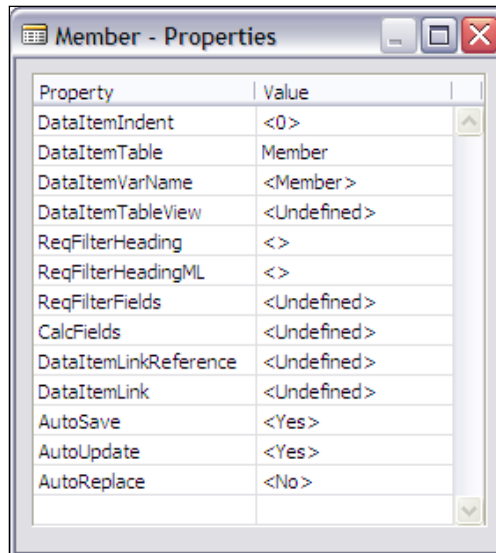 Member - Properties
Property Value
DataItemIndent <0>
DataItemTable Member
DataItemVarName <Member>
DataItemTableView <Undefined>
ReqFilterHeading <>
ReqFilterHeadingML <>
ReqFilterFields <Undefined>
CalcFields <Undefined>
DataItemLinkReference <Undefined>
DataItemLink <Undefined>
AutoSave <Yes>
AutoUpdate <Yes>
AutoReplace <No>